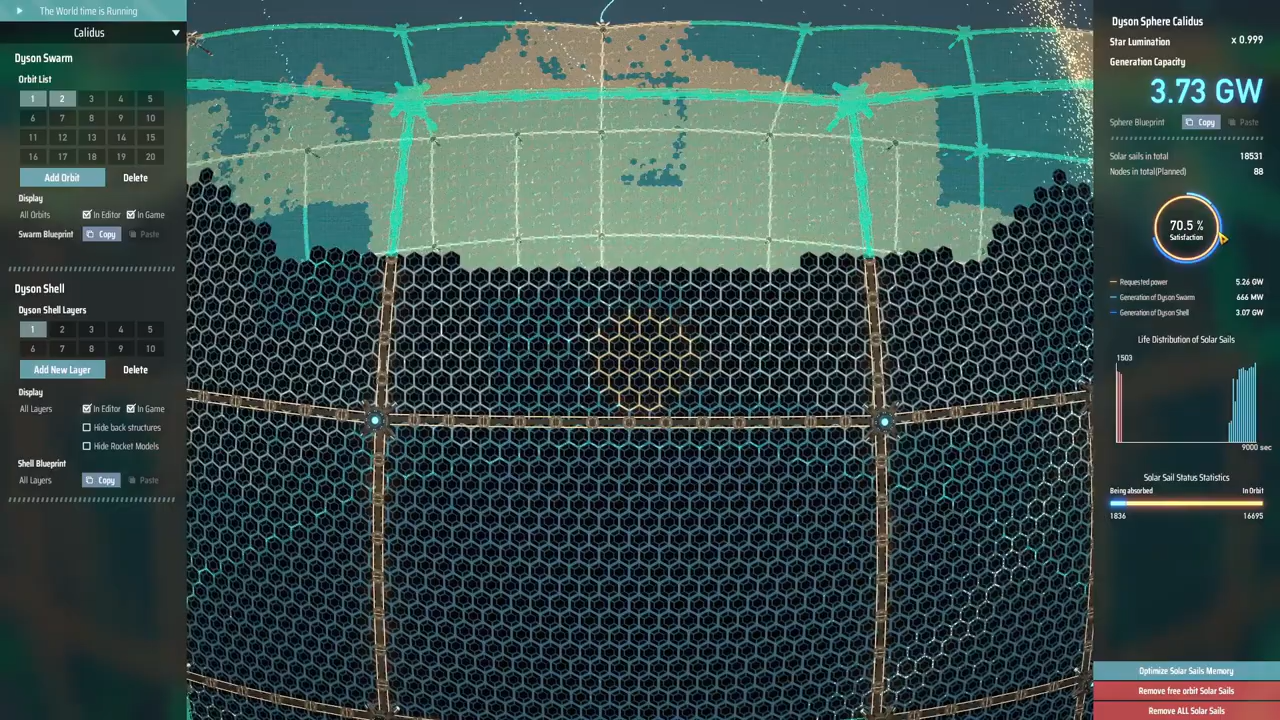 The World time is Running
Calidus
Dyson Swarm
Orbit List
1 2 3 4 5
6 7 8 9 10
11 12 13 14 15
16 17 18 19 20
Add Orbit Delete
Display
All Orbits In Editor In Game
Swarm Blueprint Copy Paste
Dyson Shell
Dyson Shell Layers
1 2 3 4 5
6 7 8 9 10
Add New Layer Delete
Display
All Layers In Editor In Game
Hide back structures
Hide Rocket Models
Shell Blueprint
All Layers Copy Paste
Dyson Sphere Calidus
Star Lumination x 0.999
Generation Capacity
3.73 GW
Sphere Blueprint Copy Paste
Solar sails in total 18531
Nodes in total(Planned) 88
70.5 %
Satisfaction
Requested power 5.26 GW
Generation of Dyson Swarm 666 MW
Generation of Dyson Shell 3.07 GW
Life Distribution of Solar Sails
1503
9000 sec
Solar Sail Status Statistics
Being absorbed In Orbit
1836 16695
Optimize Solar Sails Memory
Remove free orbit Solar Sails
Remove ALL Solar Sails